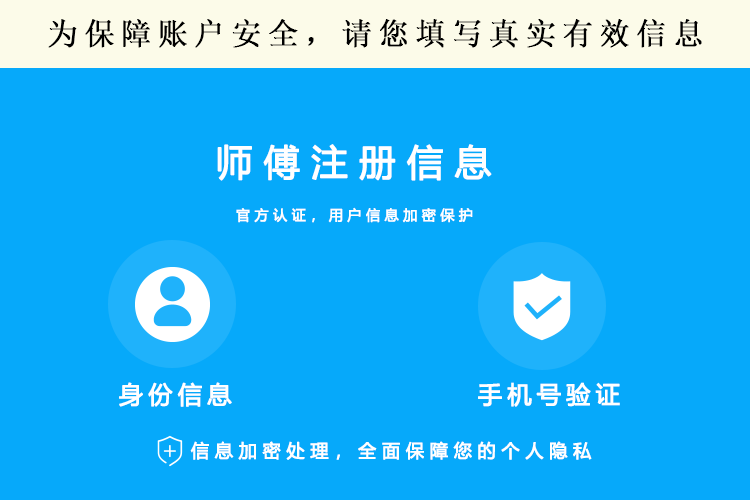 为保障账户安全，请您填写真实有效信息
师傅注册信息
官方认证，用户信息加密保护
身份信息
手机号验证
信息加密处理，全面保障您的个人隐私